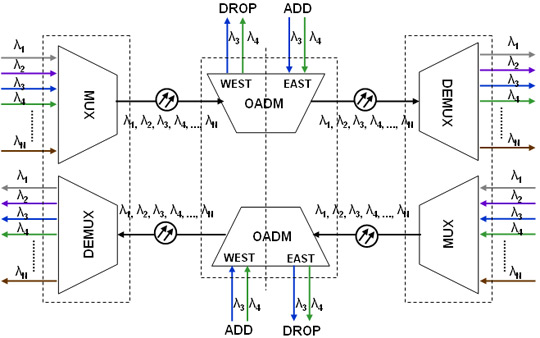 DROP ADD
λ3 λ4 λ3 λ4
λ1
λ2
λ3
λ4
λN
MUX
WEST EAST
OADM
DEMUX
λ1
λ2
λ3
λ4
λN
λ1, λ2, λ3, λ4, ..., λN
λ1, λ2, λ3, λ4, ..., λN
λ1
λ2
λ3
λ4
λN
DEMUX
λ1, λ2, λ3, λ4, ..., λN
OADM
WEST EAST
λ1, λ2, λ3, λ4, ..., λN
MUX
λ1
λ2
λ3
λ4
λN
λ3 λ4 λ3 λ4
ADD DROP